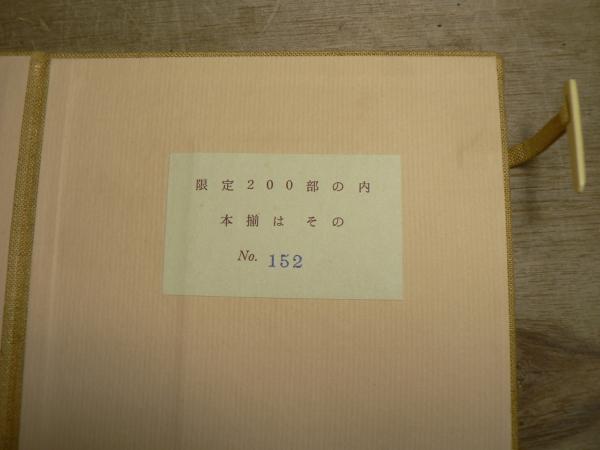 限定200部の内
本揃はその
No. 152